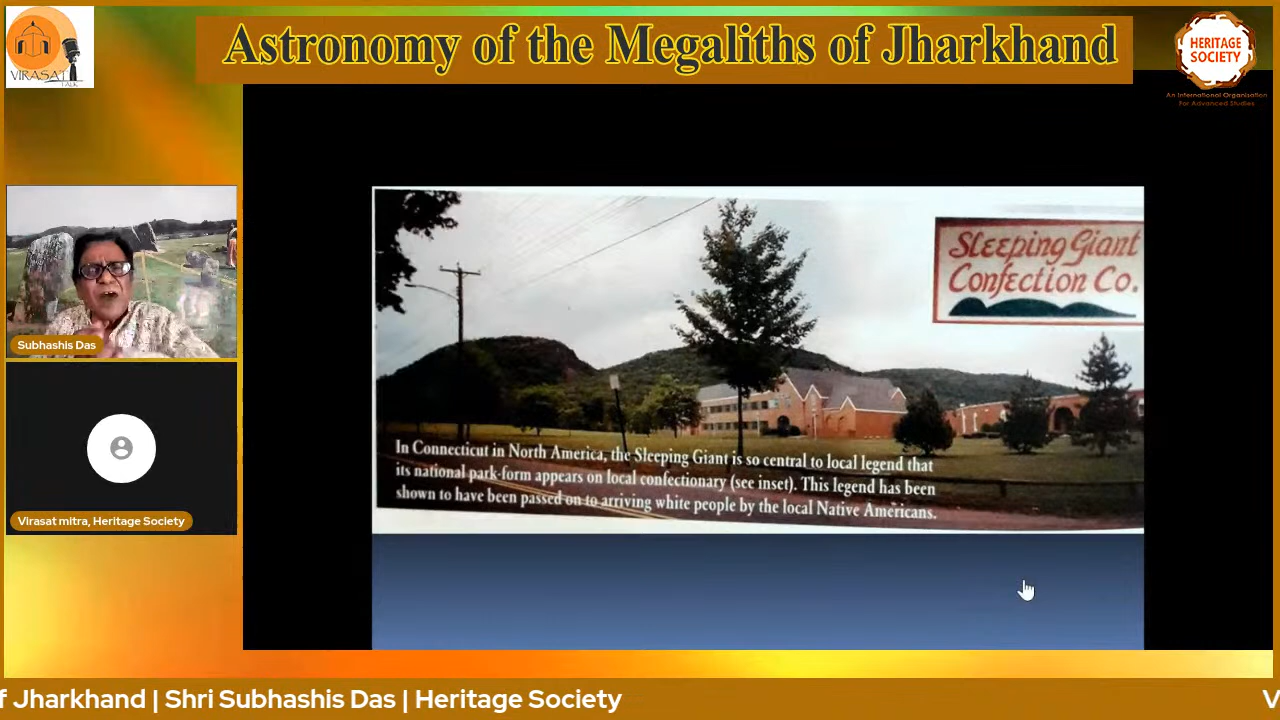 Astronomy of the Megaliths of Jharkhand
VIRASAT
TALK
HERITAGE
SOCIETY
An International Organisation
For Advanced Studies
Sleeping Giant
Confection Co.
Subhashis Das
In Connecticut in North America, the Sleeping Giant is so central to local legend that
its national park-form appears on local confectionary (see inset). This legend has been
shown to have been passed on to arriving white people by the local Native Americans.
Virasat mitra, Heritage Society
f Jharkhand | Shri Subhashis Das | Heritage Society
V